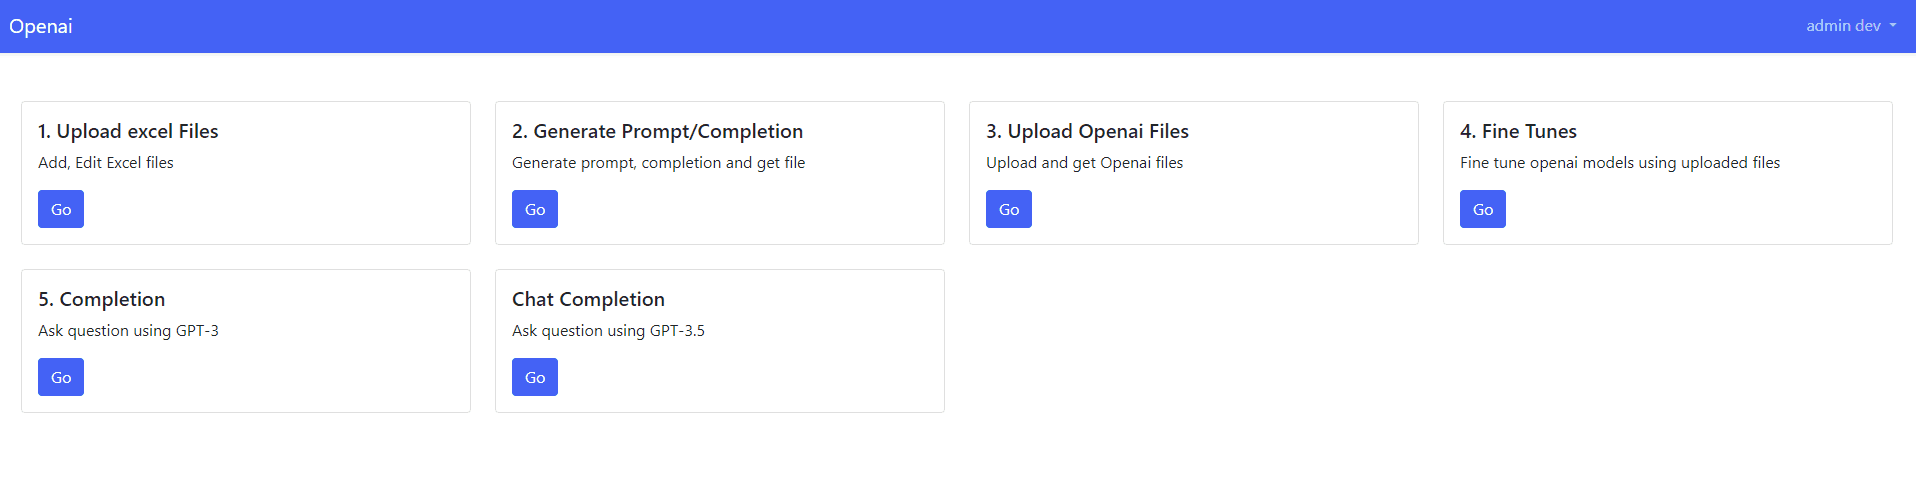 Openai
admin dev
1. Upload excel Files
Add, Edit Excel files
Go
2. Generate Prompt/Completion
Generate prompt, completion and get file
Go
3. Upload Openai Files
Upload and get Openai files
Go
4. Fine Tunes
Fine tune openai models using uploaded files
Go
5. Completion
Ask question using GPT-3
Go
Chat Completion
Ask question using GPT-3.5
Go